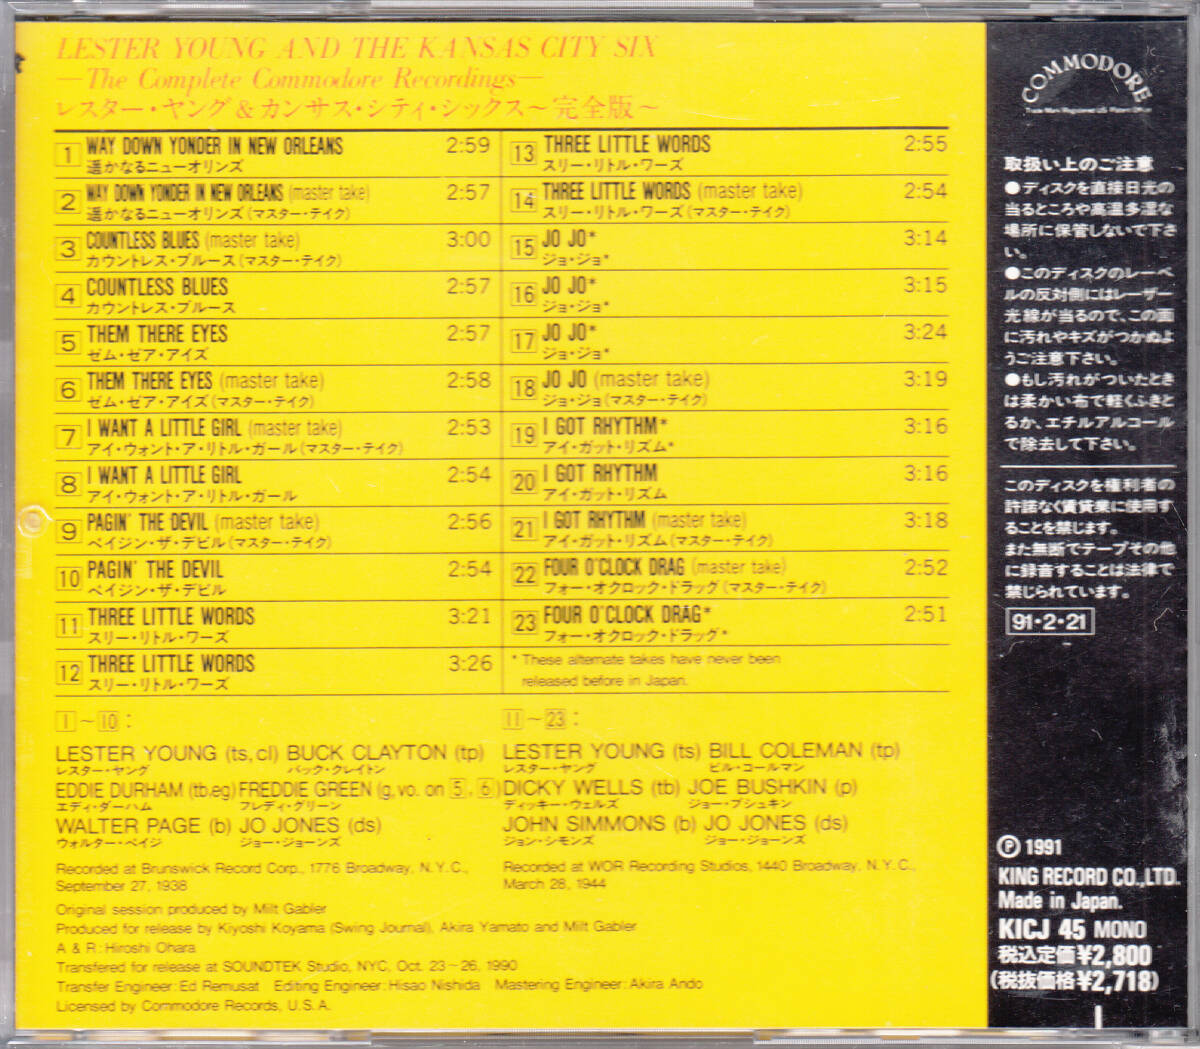 LESTER YOUNG AND THE KANSAS CITY SIX
—The Complete Commodore Recordings—
レスター・ヤング&カンサス・シティ・シックス〜完全版〜
1 WAY DOWN YONDER IN NEW ORLEANS 2:59
遥かなるニューオリンズ
2 WAY DOWN YONDER IN NEW ORLEANS (master take) 2:57
遥かなるニューオリンズ(マスター・テイク)
3 COUNTLESS BLUES (master take) 3:00
カウントレス・ブルース(マスター・テイク)
4 COUNTLESS BLUES 2:57
カウントレス・ブルース
5 THEM THERE EYES 2:57
ゼム・ゼア・アイズ
6 THEM THERE EYES (master take) 2:58
ゼム・ゼア・アイズ(マスター・テイク)
7 I WANT A LITTLE GIRL (master take) 2:53
アイ・ウォント・ア・リトル・ガール(マスター・テイク)
8 I WANT A LITTLE GIRL 2:54
アイ・ウォント・ア・リトル・ガール
9 PAGIN' THE DEVIL (master take) 2:56
ペイジン・ザ・デビル(マスター・テイク)
10 PAGIN' THE DEVIL 2:54
ペイジン・ザ・デビル
11 THREE LITTLE WORDS 3:21
スリー・リトル・ワーズ
12 THREE LITTLE WORDS 3:26
スリー・リトル・ワーズ
13 THREE LITTLE WORDS 2:55
スリー・リトル・ワーズ
14 THREE LITTLE WORDS (master take) 2:54
スリー・リトル・ワーズ(マスター・テイク)
15 JO JO* 3:14
ジョ・ジョ*
16 JO JO* 3:15
ジョ・ジョ*
17 JO JO* 3:24
ジョ・ジョ*
18 JO JO (master take) 3:19
ジョ・ジョ(マスター・テイク)
19 I GOT RHYTHM* 3:16
アイ・ガット・リズム*
20 I GOT RHYTHM 3:16
アイ・ガット・リズム
21 I GOT RHYTHM (master take) 3:18
アイ・ガット・リズム(マスター・テイク)
22 FOUR O'CLOCK DRAG (master take) 2:52
フォー・オクロック・ドラッグ(マスター・テイク)
23 FOUR O'CLOCK DRAG* 2:51
フォー・オクロック・ドラッグ*
* These alternate takes have never been
released before in Japan.
1〜10:
LESTER YOUNG (ts, cl) BUCK CLAYTON (tp)
レスター・ヤング バック・クレイトン
EDDIE DURHAM (tb.eg) FREDDIE GREEN (g, vo. on 5, 6)
エディ・ダーハム フレディ・グリーン
WALTER PAGE (b) JO JONES (ds)
ウォルター・ペイジ ジョー・ジョーンズ
Recorded at Brunswick Record Corp., 1776 Broadway, N.Y.C.,
September 27, 1938
11〜23:
LESTER YOUNG (ts) BILL COLEMAN (tp)
レスター・ヤング ビル・コールマン
DICKY WELLS (tb) JOE BUSHKIN (p)
ディッキー・ウェルズ ジョー・ブシュキン
JOHN SIMMONS (b) JO JONES (ds)
ジョン・シモンズ ジョー・ジョーンズ
Recorded at WOR Recording Studios, 1440 Broadway, N.Y.C.,
March 28, 1944
Original session produced by Milt Gabler
Produced for release by Kiyoshi Koyama (Swing Journal), Akira Yamato and Milt Gabler
A & R: Hiroshi Ohara
Transfered for release at SOUNDTEK Studio, NYC, Oct. 23〜26, 1990
Transfer Engineer: Ed Remusat Editing Engineer: Hisao Nishida Mastering Engineer: Akira Ando
Licensed by Commodore Records, U.S.A.
COMMODORE
取扱い上のご注意
●ディスクを直接日光の
当るところや高温多湿な
場所に保管しないで下さ
い。
●このディスクのレーベ
ルの反対側にはレーザー
光線が当るので、この面
に汚れやキズがつかぬよ
うご注意下さい。
●もし汚れがついたとき
は柔かい布で軽くふきと
るか、エチルアルコール
で除去して下さい。
このディスクを権利者の
許諾なく賃貸業に使用す
ることを禁じます。
また無断でテープその他
に録音することは法律で
禁じられています。
91・2・21
Ⓟ 1991
KING RECORD CO., LTD.
Made in Japan.
KICJ 45 MONO
税込定価¥2,800
(税抜価格¥2,718)